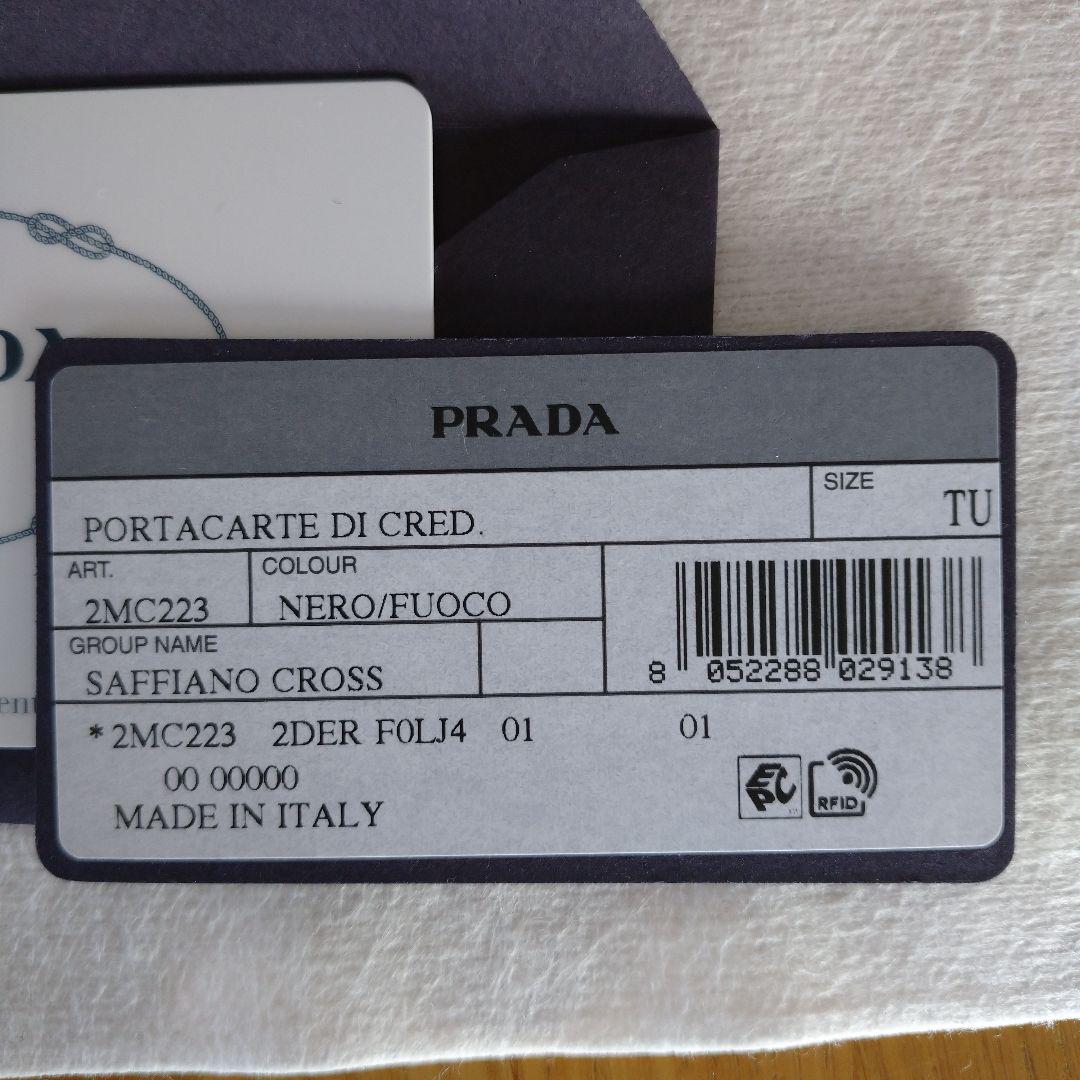 PRADA
PORTACARTE DI CRED.
SIZE
TU
ART.
2MC223
COLOUR
NERO/FUOCO
GROUP NAME
SAFFIANO CROSS
8 052288 029138
*2MC223 2DER F0LJ4 01 01
00 00000
MADE IN ITALY
EPC
RFID